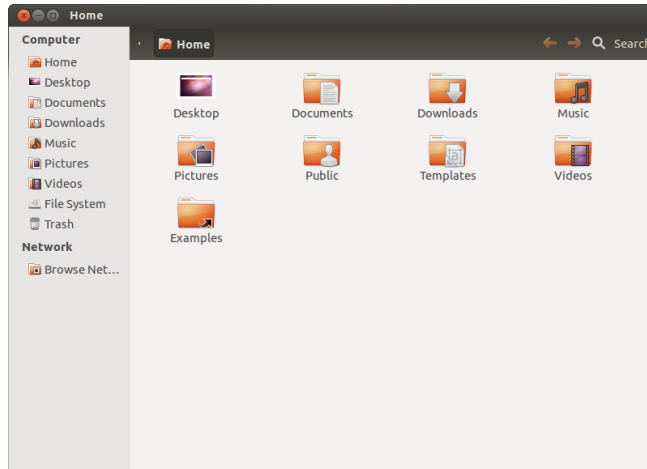 Home
Computer
Home
Desktop
Documents
Downloads
Music
Pictures
Videos
File System
Trash
Network
Browse Net...
Home
Search
Desktop
Documents
Downloads
Music
Pictures
Public
Templates
Videos
Examples